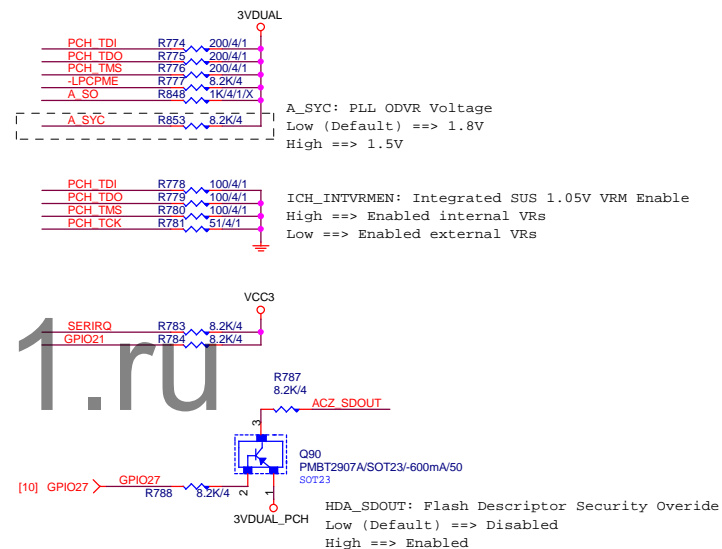 3VDUAL
PCH_TDI R774 200/4/1
PCH_TDO R775 200/4/1
PCH_TMS R776 200/4/1
-LPCPME R777 8.2K/4
A_SO R848 1K/4/1/X
A_SYC R853 8.2K/4
A_SYC: PLL ODVR Voltage
Low (Default) ==> 1.8V
High ==> 1.5V
PCH_TDI R778 100/4/1
PCH_TDO R779 100/4/1
PCH_TMS R780 100/4/1
PCH_TCK R781 51/4/1
ICH_INTVRMEN: Integrated SUS 1.05V VRM Enable
High ==> Enabled internal VRs
Low ==> Enabled external VRs
VCC3
SERIRQ R783 8.2K/4
GPIO21 R784 8.2K/4
1.ru
R787
8.2K/4
ACZ_SDOUT
3
Q90
PMBT2907A/SOT23/-600mA/50
SOT23
[10] GPIO27 GPIO27
R788 8.2K/4 2 1
3VDUAL_PCH
HDA_SDOUT: Flash Descriptor Security Overide
Low (Default) ==> Disabled
High ==> Enabled